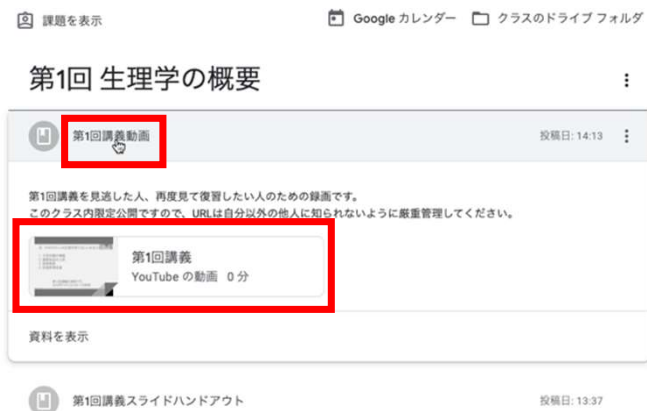 課題を表示
Google カレンダー
クラスのドライブ フォルダ
第1回 生理学の概要
第1回講義動画
投稿日: 14:13
第1回講義を見逃した人、再度見て復習したい人のための録画です。
このクラス内限定公開ですので、URLは自分以外の他人に知られないように厳重管理してください。
第1回講義
YouTube の動画 0 分
資料を表示
第1回講義スライドハンドアウト
投稿日: 13:37